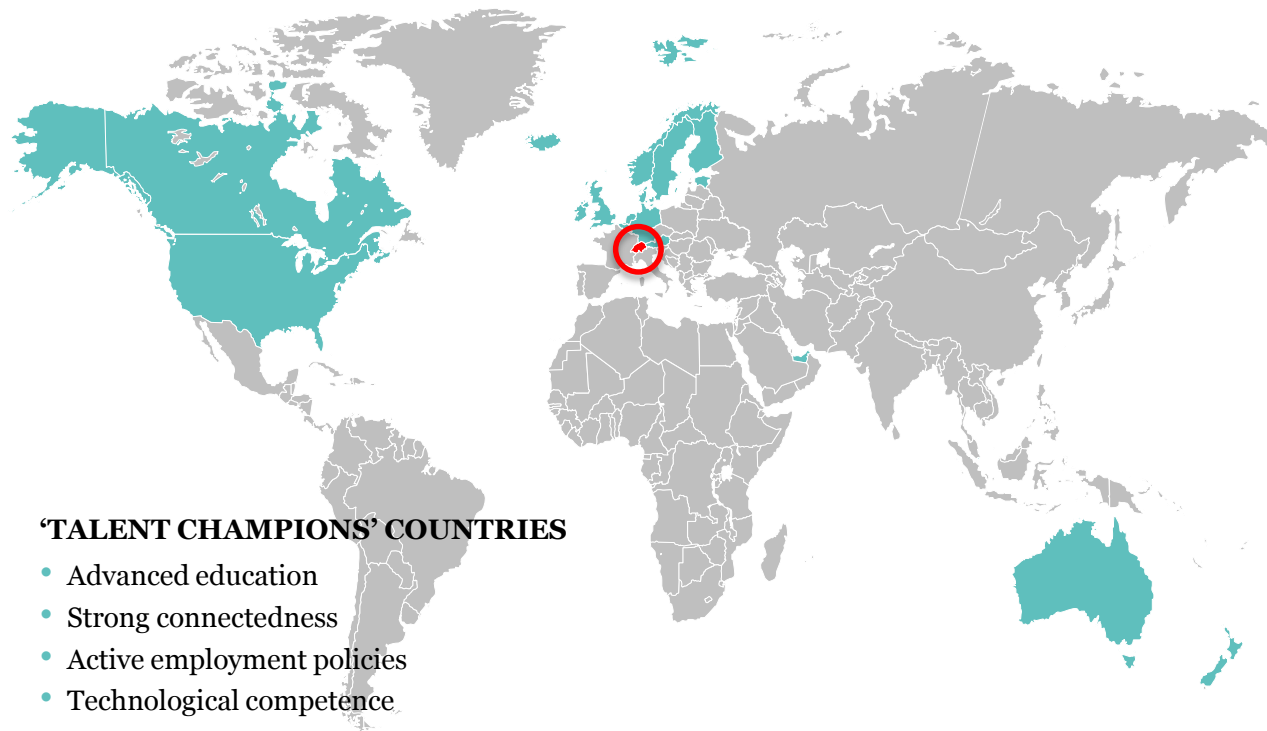 ‘TALENT CHAMPIONS’ COUNTRIES
• Advanced education
• Strong connectedness
• Active employment policies
• Technological competence